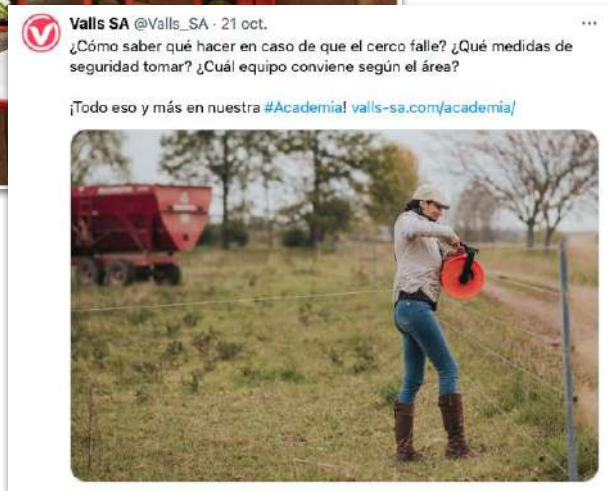 Valls SA @Valls_SA · 21 oct.
¿Cómo saber qué hacer en caso de que el cerco falle? ¿Qué medidas de
seguridad tomar? ¿Cuál equipo conviene según el área?
¡Todo eso y más en nuestra #Academia! valls-sa.com/academia/